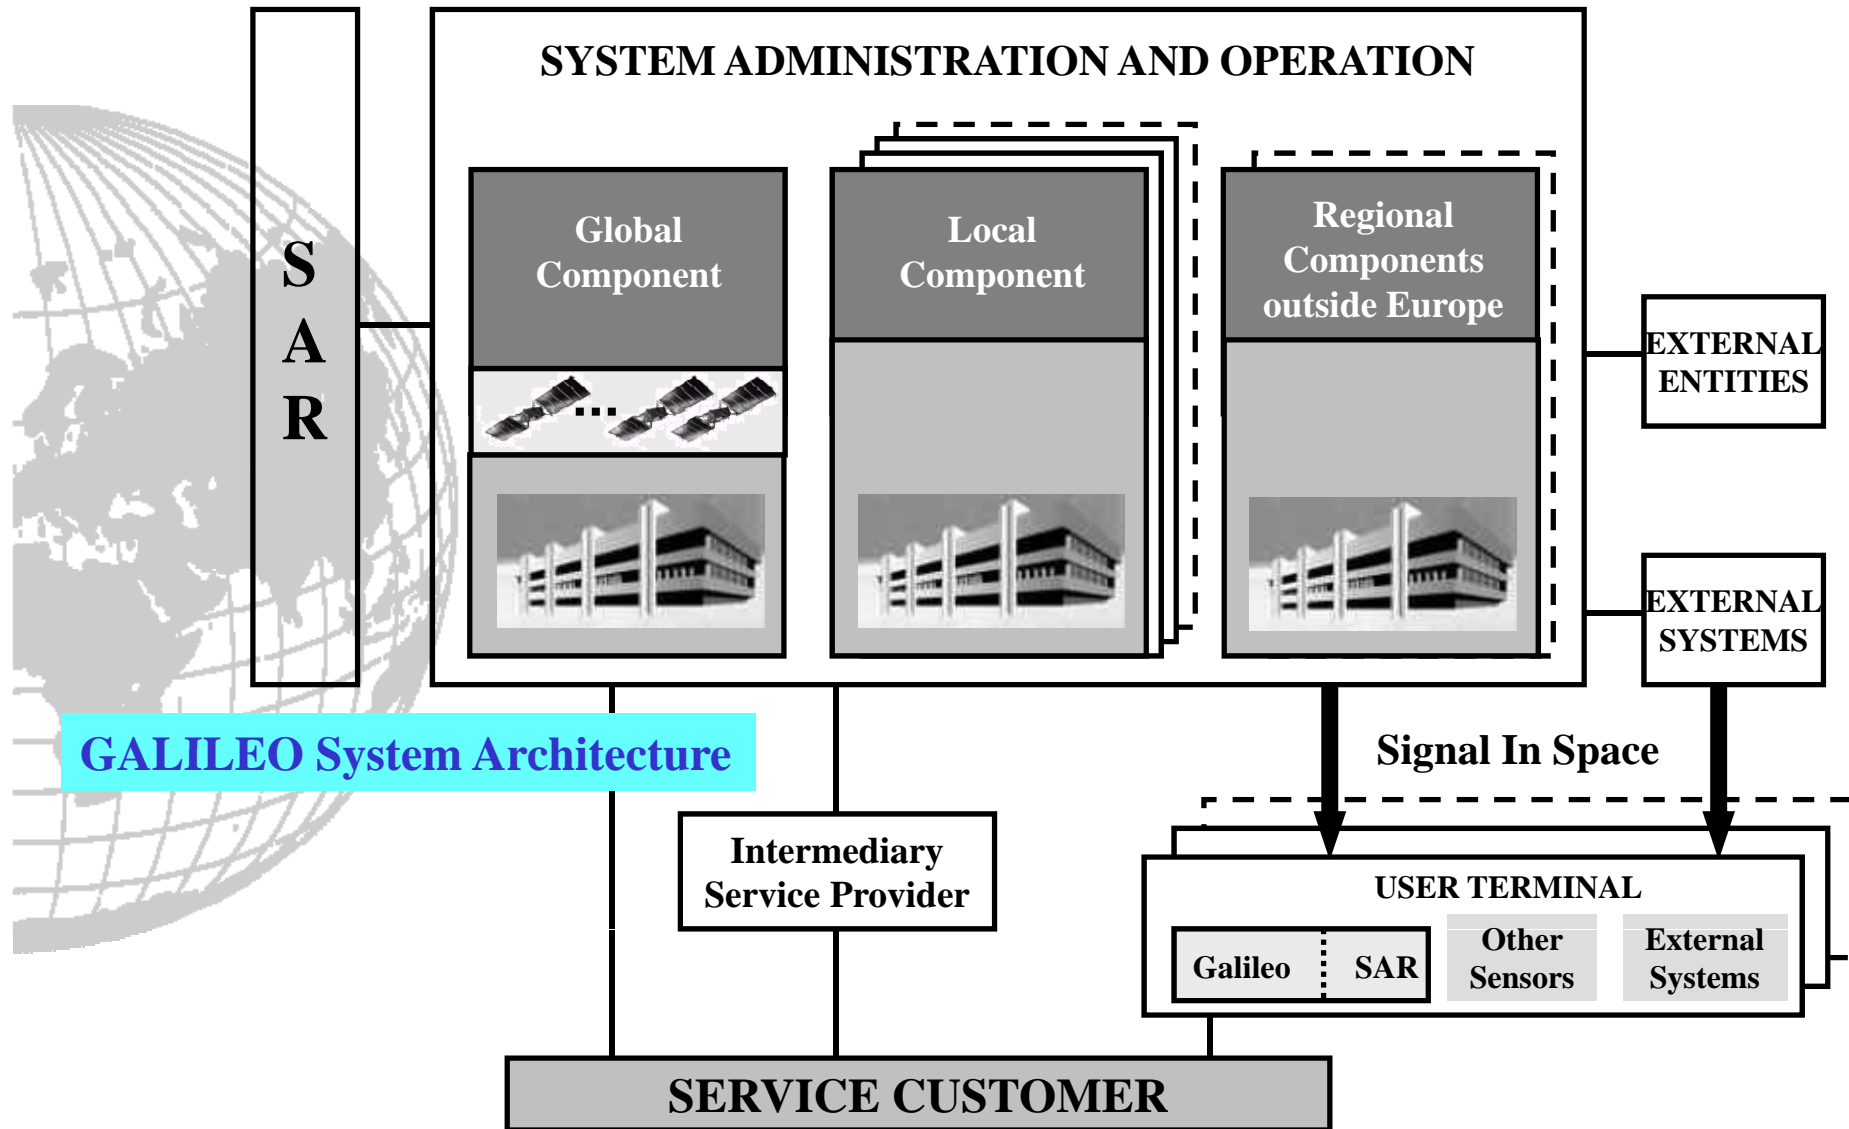 SYSTEM ADMINISTRATION AND OPERATION
S
A
R
Global
Component
Local
Component
Regional
Components
outside Europe
EXTERNAL
ENTITIES
EXTERNAL
SYSTEMS
GALILEO System Architecture
Signal In Space
Intermediary
Service Provider
USER TERMINAL
Galileo
SAR
Other
Sensors
External
Systems
SERVICE CUSTOMER